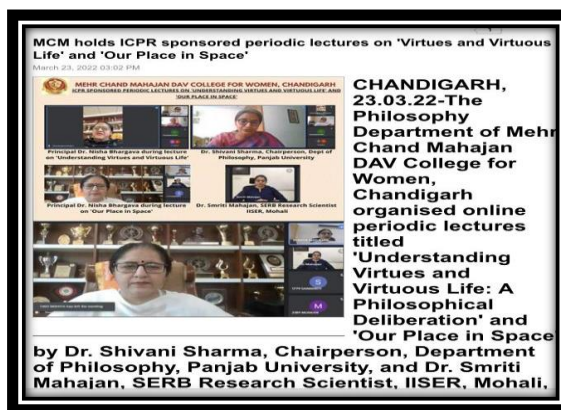 MCM holds ICPR sponsored periodic lectures on 'Virtues and Virtuous
Life' and 'Our Place in Space'
March 23, 2022 03:02 PM
MEHR CHAND MAHAJAN DAV COLLEGE FOR WOMEN, CHANDIGARH
ICPR SPONSORED PERIODIC LECTURES ON 'UNDERSTANDING VIRTUES AND VIRTUOUS LIFE' AND
'OUR PLACE IN SPACE'
Principal Dr. Nisha Bhargava during lecture
on 'Understanding Virtues and Virtuous Life'
Dr. Shivani Sharma, Chairperson, Dept of
Philosophy, Panjab University
Principal Dr. Nisha Bhargava during lecture
on 'Our Place in Space'
Dr. Smriti Mahajan, SERB Research Scientist
IISER, Mohali
S
M
CHANDIGARH,
23.03.22-The
Philosophy
Department of Mehr
Chand Mahajan
DAV College for
Women,
Chandigarh
organised online
periodic lectures
titled
'Understanding
Virtues and
Virtuous Life: A
Philosophical
Deliberation' and
'Our Place in Space
by Dr. Shivani Sharma, Chairperson, Department
of Philosophy, Panjab University, and Dr. Smriti
Mahajan, SERB Research Scientist, IISER, Mohali,